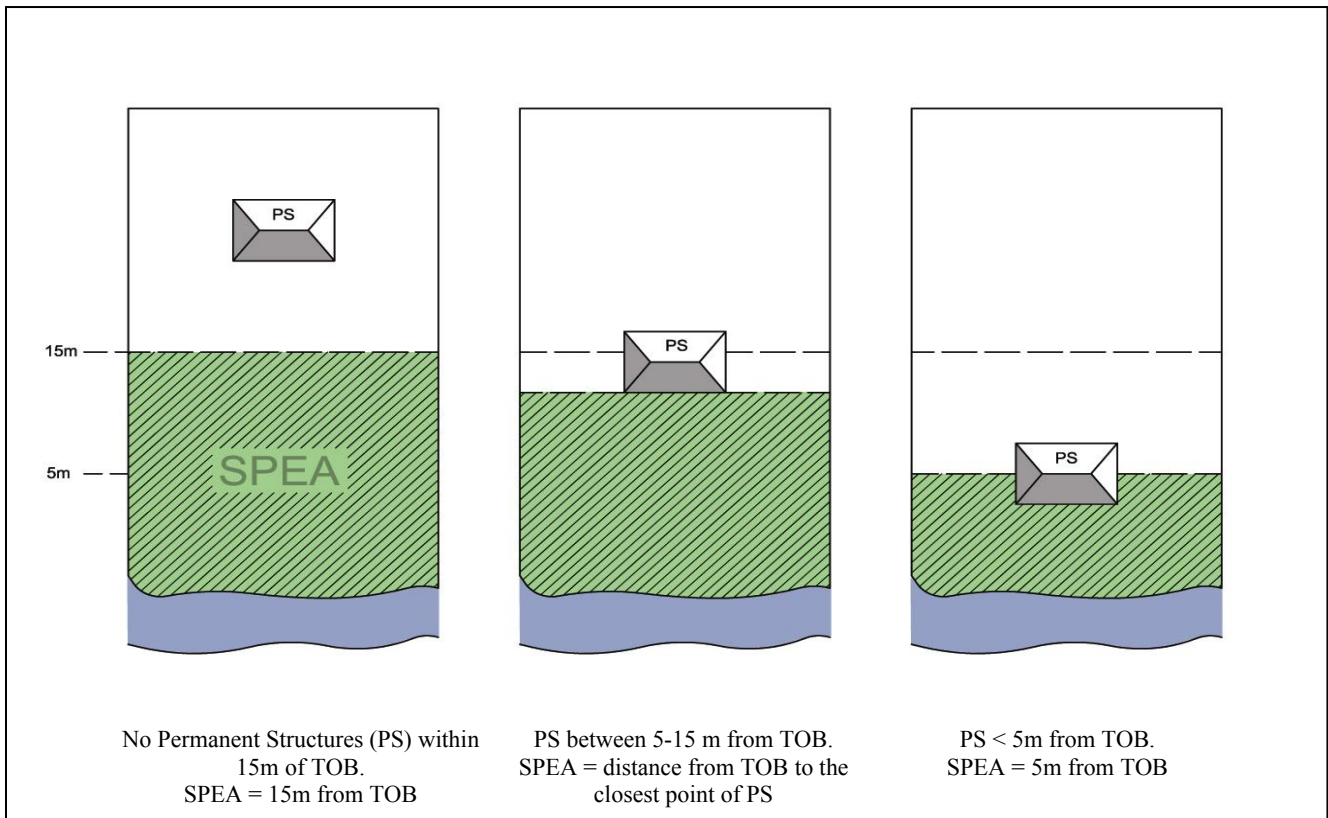 PS
PS
PS
15m
SPEA
5m
No Permanent Structures (PS) within
15m of TOB.
SPEA = 15m from TOB
PS between 5-15 m from TOB.
SPEA = distance from TOB to the
closest point of PS
PS < 5m from TOB.
SPEA = 5m from TOB